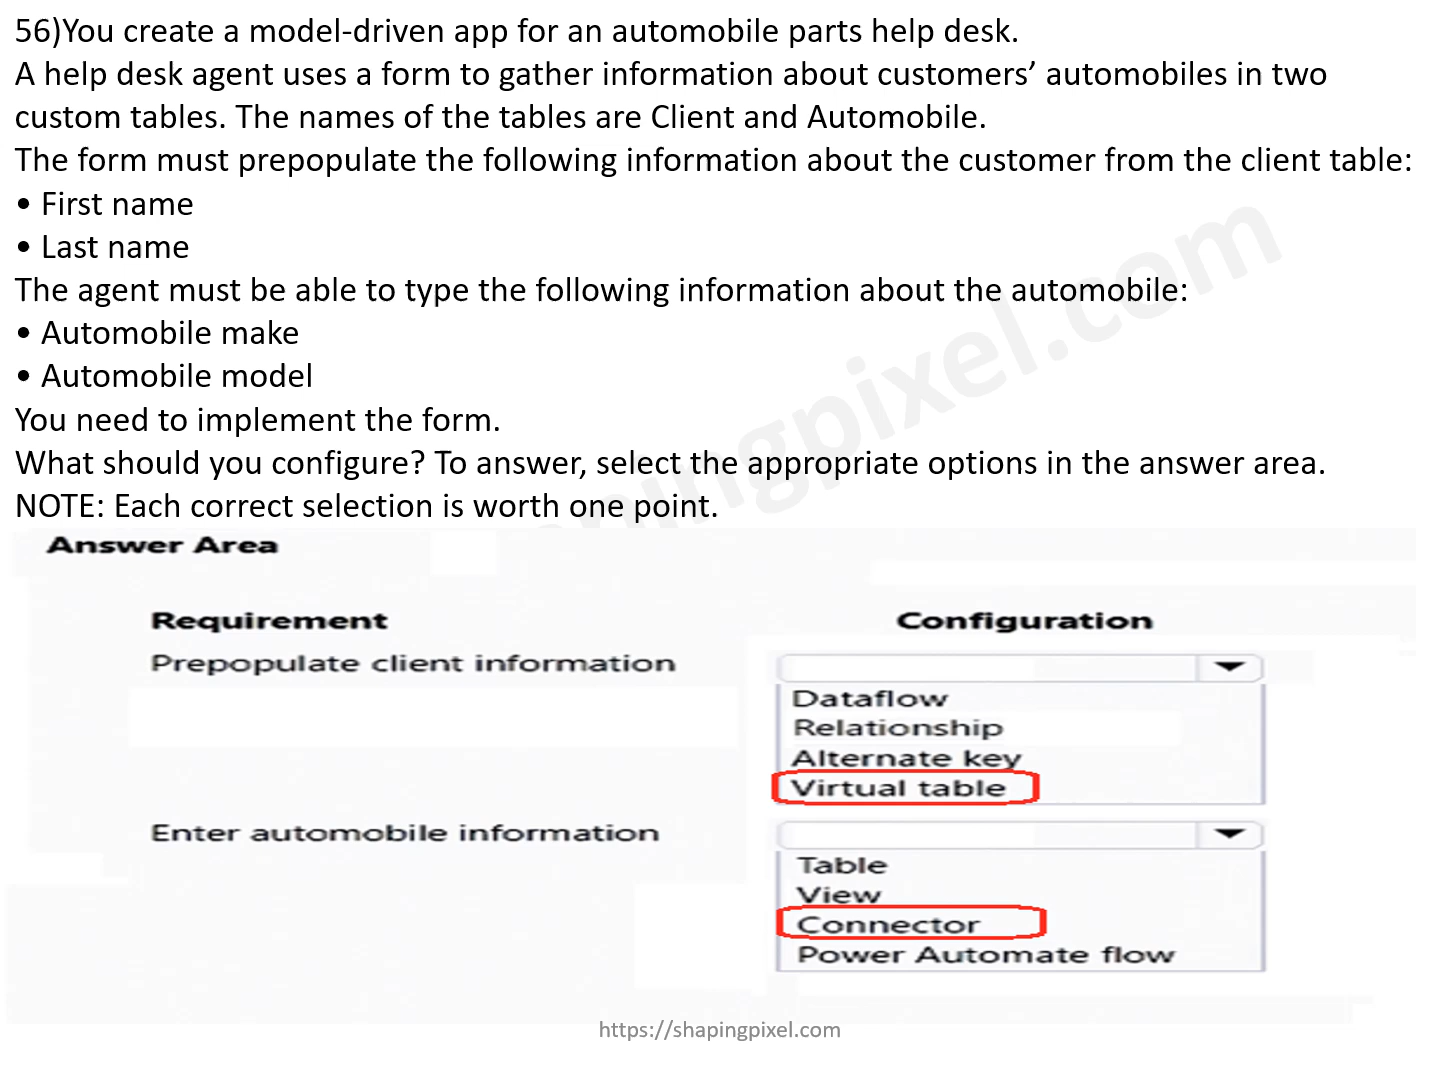 56)You create a model-driven app for an automobile parts help desk.
A help desk agent uses a form to gather information about customers’ automobiles in two
custom tables. The names of the tables are Client and Automobile.
The form must prepopulate the following information about the customer from the client table:
• First name
• Last name
The agent must be able to type the following information about the automobile:
• Automobile make
• Automobile model
You need to implement the form.
What should you configure? To answer, select the appropriate options in the answer area.
NOTE: Each correct selection is worth one point.
Answer Area
Requirement Configuration
Prepopulate client information
Dataflow
Relationship
Alternate key
Virtual table
Enter automobile information
Table
View
Connector
Power Automate flow
https://shapingpixel.com